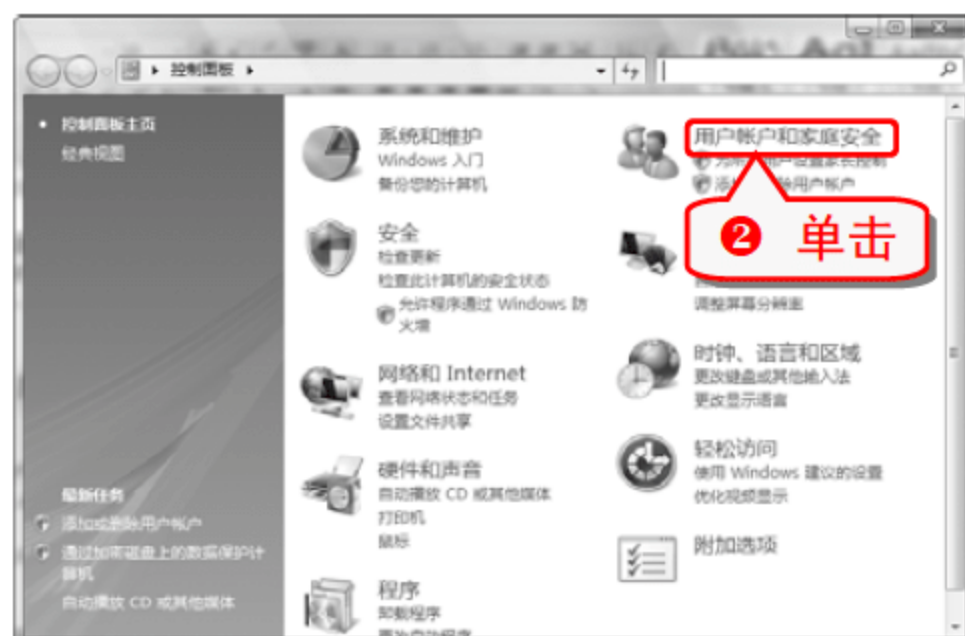 控制面板
控制面板主页
经典视图
系统和维护
Windows 入门
备份您的计算机
安全
检查更新
检查此计算机的安全状态
允许程序通过 Windows 防
火墙
网络和 Internet
查看网络状态和任务
设置文件共享
硬件和声音
自动播放 CD 或其他媒体
打印机
鼠标
程序
卸载程序
用户帐户和家庭安全
2 单击
调整屏幕分辨率
时钟、语言和区域
更改键盘或其他输入法
更改显示语言
轻松访问
使用 Windows 建议的设置
优化视频显示
附加选项
最新任务
添加或删除用户帐户
通过加密磁盘上的数据保护计
算机
自动播放 CD 或其他媒体